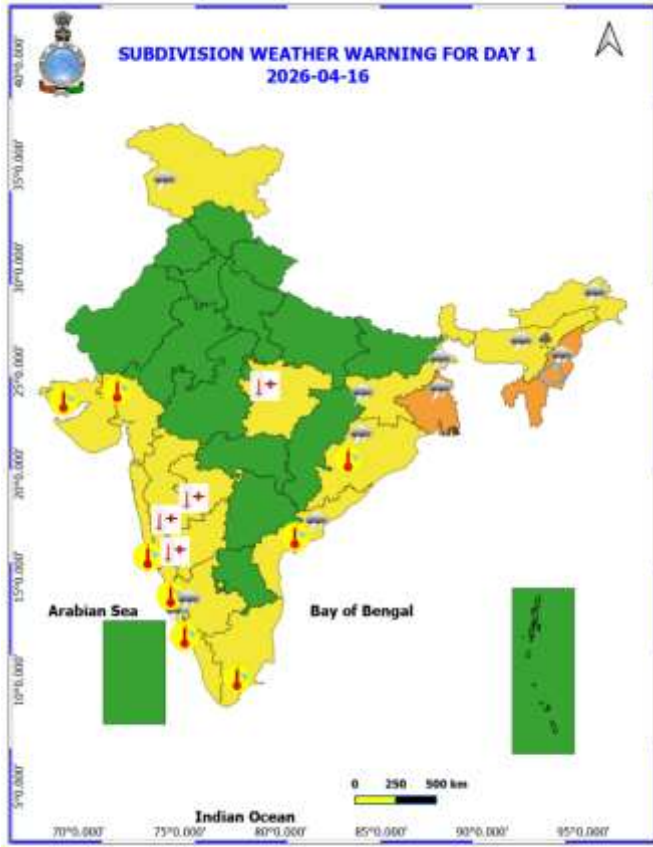 SUBDIVISION WEATHER WARNING FOR DAY 1
2026-04-16
40°0.000'
35°0.000'
30°0.000'
25°0.000'
20°0.000'
15°0.000'
10°0.000'
5°0.000'
Arabian Sea
Bay of Bengal
0 250 500 km
Indian Ocean
70°0.000' 75°0.000' 80°0.000' 85°0.000' 90°0.000' 95°0.000'